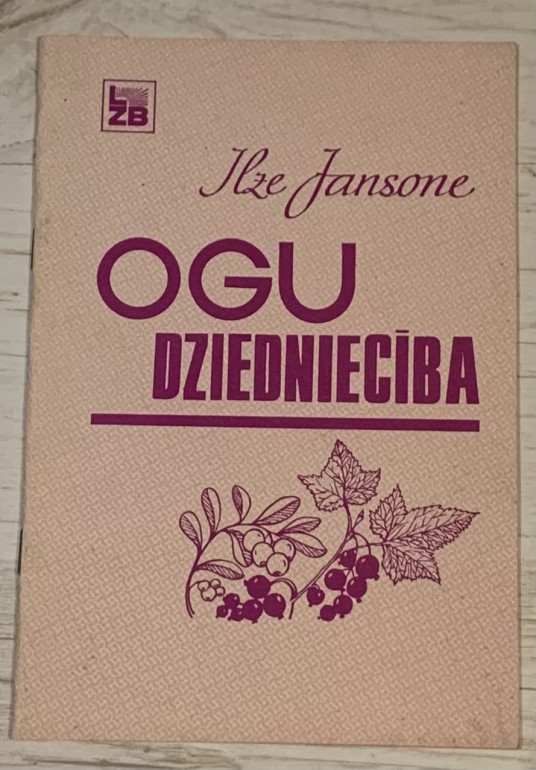 LZB
Ilze Jansone
OGU
DZIEDNIECĪBA